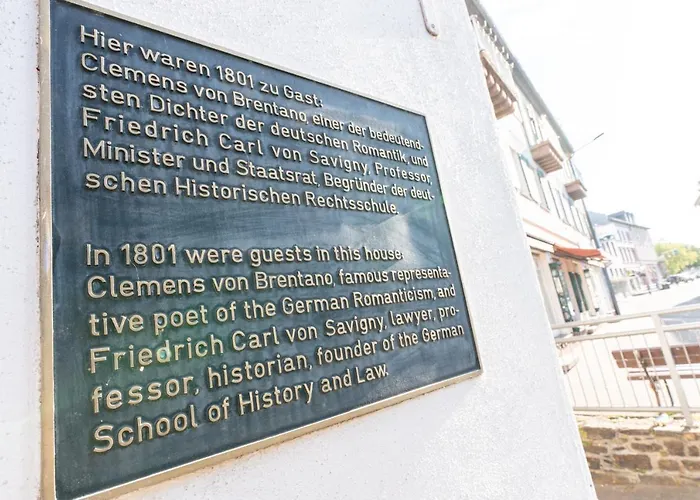 Hier waren 1801 zu Gast:
Clemens von Brentano, einer der bedeutend-
sten Dichter der deutschen Romantik, und
Friedrich Carl von Savigny, Professor,
Minister und Staatsrat, Begründer der deut-
schen Historischen Rechtsschule.
In 1801 were guests in this house:
Clemens von Brentano, famous representa-
tive poet of the German Romanticism, and
Friedrich Carl von Savigny, lawyer, pro-
fessor, historian, founder of the German
School of History and Law.